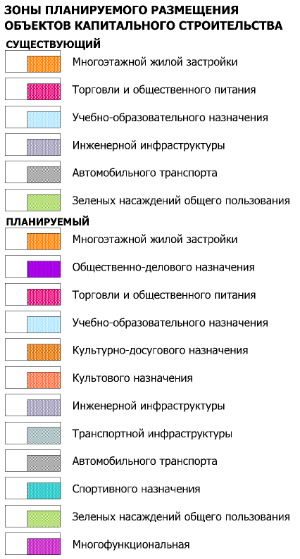 ЗОНЫ ПЛАНИРУЕМОГО РАЗМЕЩЕНИЯ
ОБЪЕКТОВ КАПИТАЛЬНОГО СТРОИТЕЛЬСТВА
СУЩЕСТВУЮЩИЙ
Многоэтажной жилой застройки
Торговли и общественного питания
Учебно-образовательного назначения
Инженерной инфраструктуры
Автомобильного транспорта
Зеленых насаждений общего пользования
ПЛАНИРУЕМЫЙ
Многоэтажной жилой застройки
Общественно-делового назначения
Торговли и общественного питания
Учебно-образовательного назначения
Культурно-досугового назначения
Культового назначения
Инженерной инфраструктуры
Транспортной инфраструктуры
Автомобильного транспорта
Спортивного назначения
Зеленых насаждений общего пользования
Многофункциональная